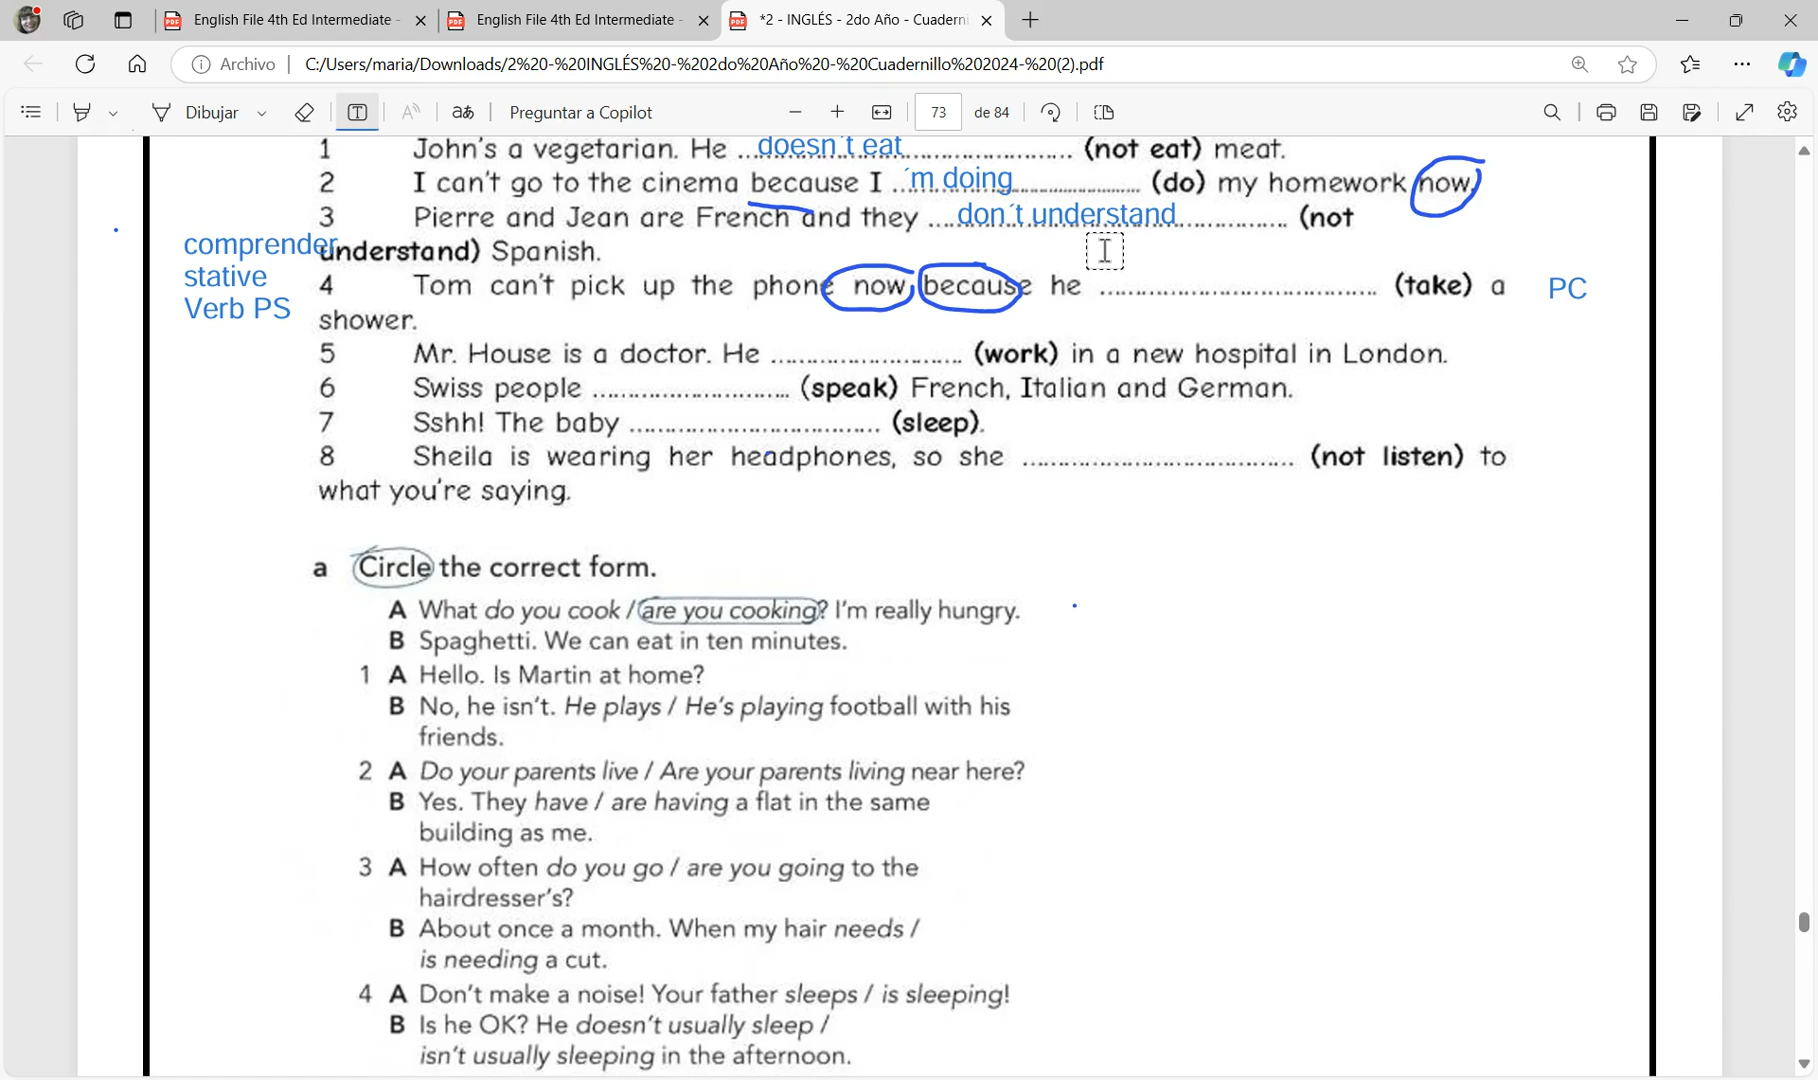 English File 4th Ed Intermediate -
English File 4th Ed Intermediate -
*2 - INGLÉS - 2do Año - Cuaderni
Archivo
C:/Users/maria/Downloads/2%20-%20INGLÉS%20-%202do%20Año%20-%20Cuadernillo%202024-%20(2).pdf
Dibujar
aあ
Preguntar a Copilot
73
de 84
1 John's a vegetarian. He ...doesn´t eat................ (not eat) meat.
2 I can't go to the cinema because I ..´m doing................ (do) my homework now.
3 Pierre and Jean are French and they ...don´t understand................ (not
understand) Spanish.
comprender
stative
Verb PS
4 Tom can't pick up the phone now because he ................................ (take) a
shower.
PC
5 Mr. House is a doctor. He ........................ (work) in a new hospital in London.
6 Swiss people ............................ (speak) French, Italian and German.
7 Sshh! The baby .................................... (sleep).
8 Sheila is wearing her headphones, so she ...................................... (not listen) to
what you're saying.
a Circle the correct form.
A What do you cook / are you cooking? I'm really hungry.
B Spaghetti. We can eat in ten minutes.
1 A Hello. Is Martin at home?
B No, he isn't. He plays / He's playing football with his
friends.
2 A Do your parents live / Are your parents living near here?
B Yes. They have / are having a flat in the same
building as me.
3 A How often do you go / are you going to the
hairdresser's?
B About once a month. When my hair needs /
is needing a cut.
4 A Don't make a noise! Your father sleeps / is sleeping!
B Is he OK? He doesn't usually sleep /
isn't usually sleeping in the afternoon.